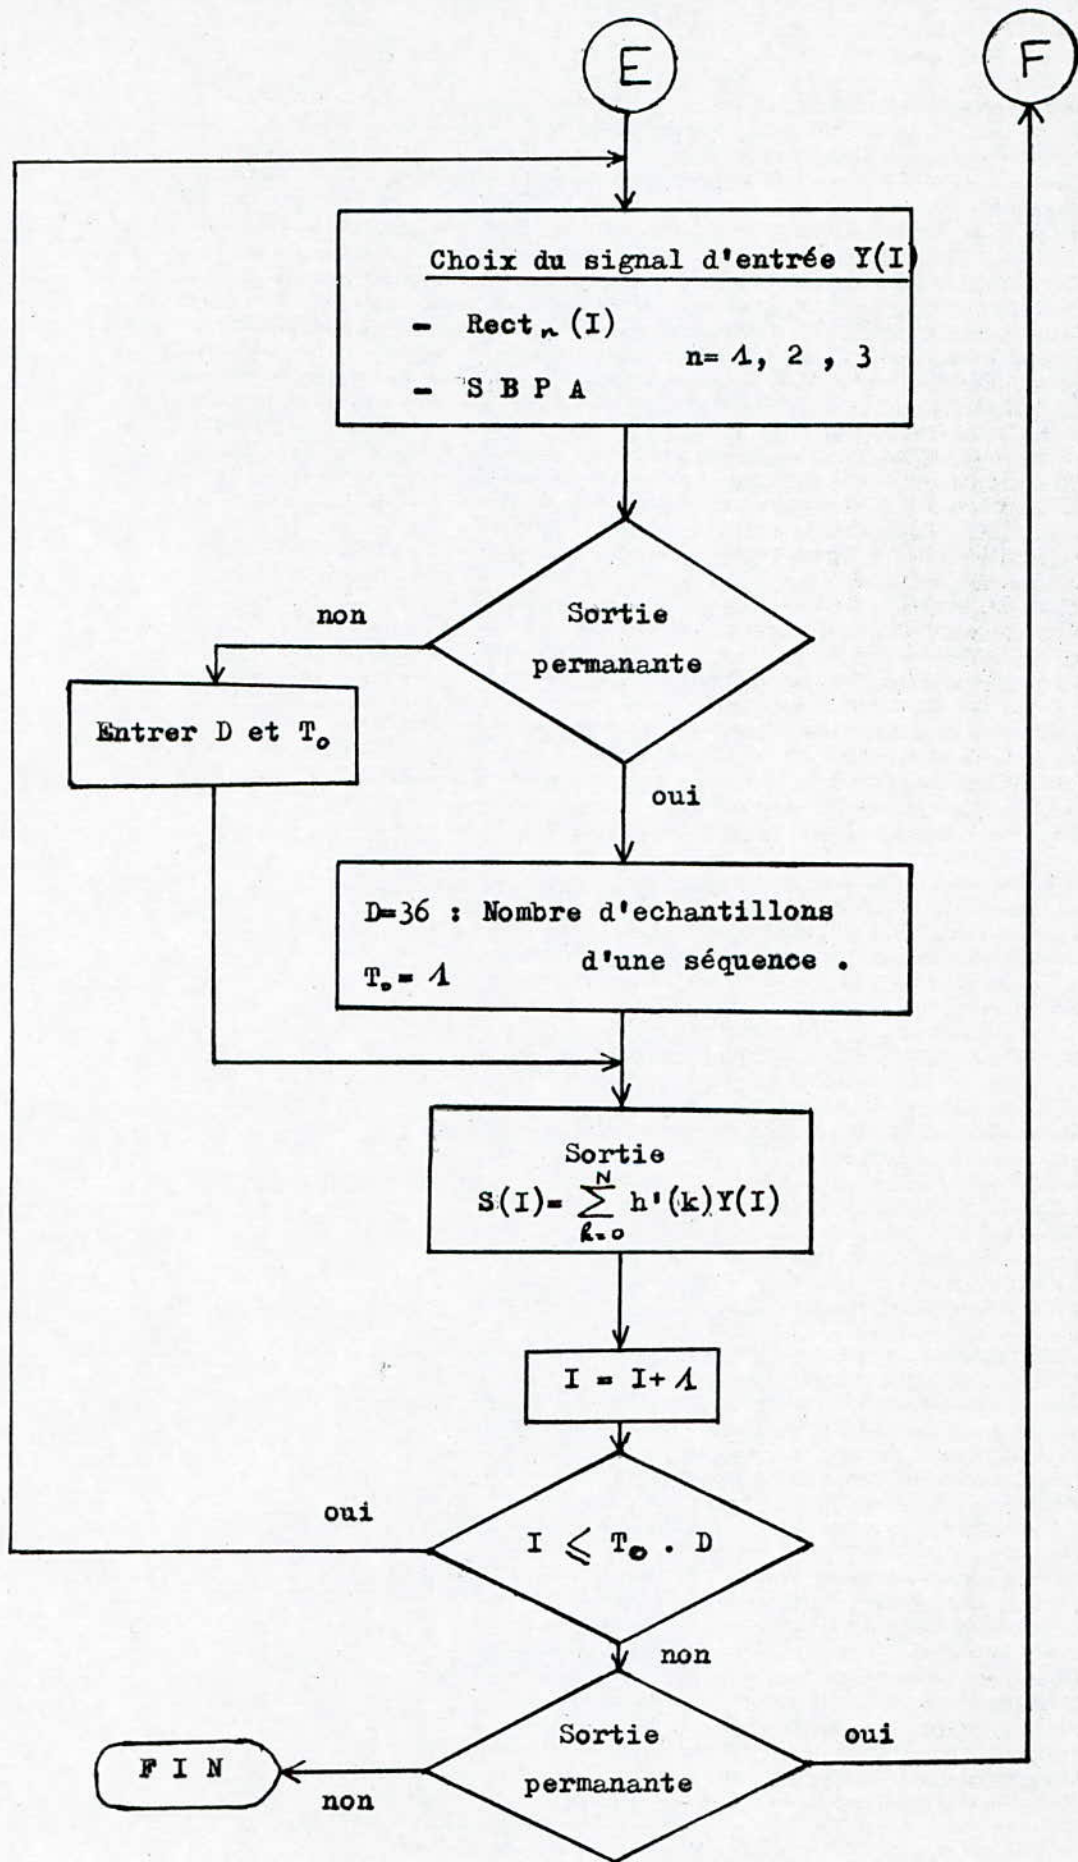 E
F
Choix du signal d'entrée Y(I)
- Rectₙ(I)
n= 1, 2 , 3
- S B P A
non
Sortie
permanante
Entrer D et T₀
oui
D=36 : Nombre d'echantillons
d'une séquence .
T₀= 1
Sortie
S(I)= ∑ᴺₖ₌₀ h'(k)Y(I)
I = I+1
oui
I ⩽ T₀ . D
non
Sortie
permanante
oui
F I N
non